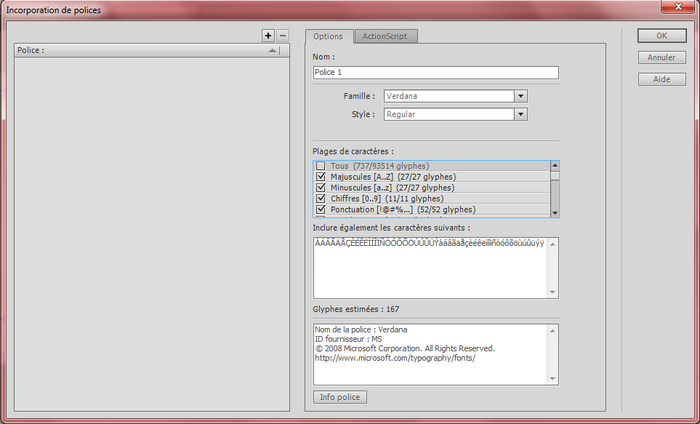 Incorporation de polices
Police :
Options
ActionScript
Nom :
Police 1
Famille :
Verdana
Style :
Regular
Plages de caractères :
Tous (737/93514 glyphes)
Majuscules [A..Z] (27/27 glyphes)
Minuscules [a..z] (27/27 glyphes)
Chiffres [0..9] (11/11 glyphes)
Ponctuation [!@#%...] (52/52 glyphes)
Inclure également les caractères suivants :
Glyphes estimées : 167
Nom de la police : Verdana
ID fournisseur : MS
© 2008 Microsoft Corporation. All Rights Reserved.
http://www.microsoft.com/typography/fonts/
Info police
OK
Annuler
Aide